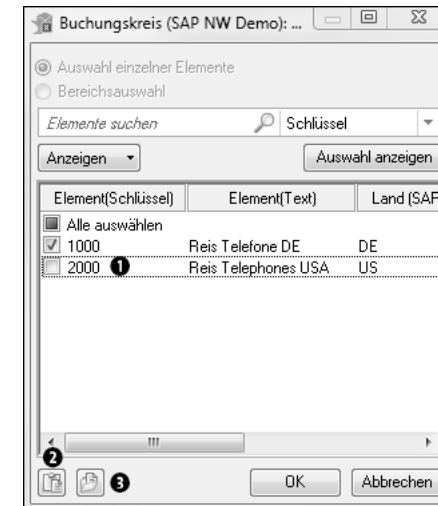 Buchungskreis (SAP NW Demo): ...
Auswahl einzelner Elemente
Bereichsauswahl
Elemente suchen Schlüssel
Anzeigen Auswahl anzeigen
Element(Schlüssel) Element(Text) Land (SAP
Alle auswählen
1000 Reis Telefone DE DE
2000 1 Reis Telephones USA US
2
3 OK Abbrechen